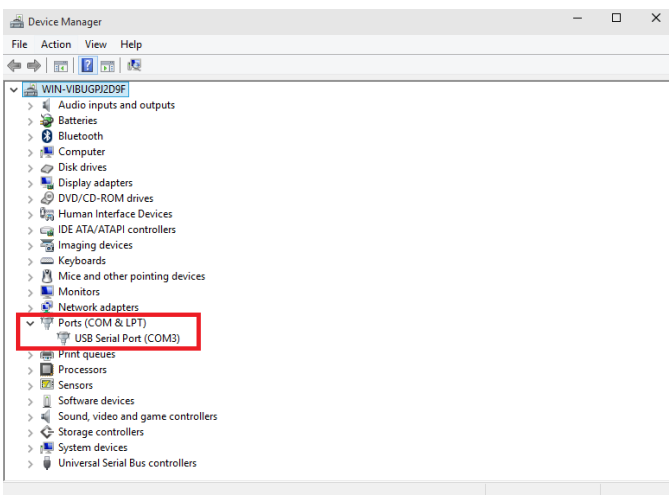 Device Manager
File Action View Help
WIN-VIBUGPJ2D9F
Audio inputs and outputs
Batteries
Bluetooth
Computer
Disk drives
Display adapters
DVD/CD-ROM drives
Human Interface Devices
IDE ATA/ATAPI controllers
Imaging devices
Keyboards
Mice and other pointing devices
Monitors
Network adapters
Ports (COM & LPT)
USB Serial Port (COM3)
Print queues
Processors
Sensors
Software devices
Sound, video and game controllers
Storage controllers
System devices
Universal Serial Bus controllers